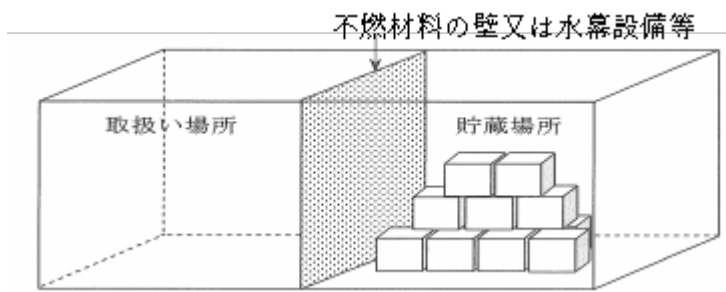 不燃材料の壁又は水幕設備等
取扱い場所
貯蔵場所